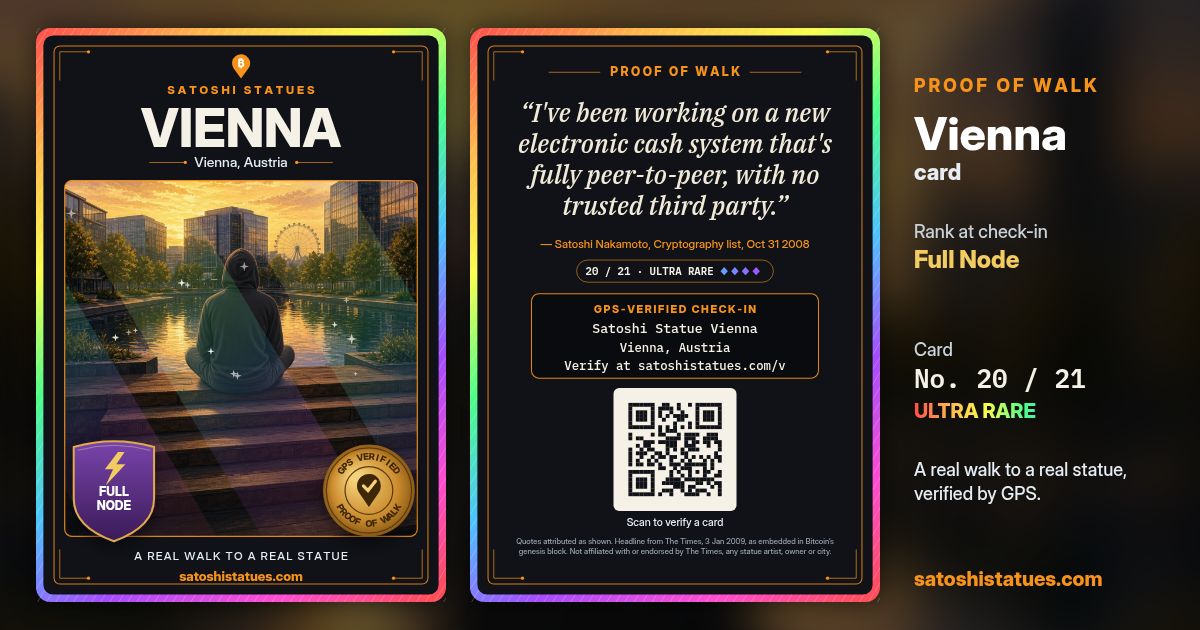 SATOSHI STATUES
VIENNA
Vienna, Austria
FULL
NODE
GPS VERIFIED
PROOF OF WALK
A REAL WALK TO A REAL STATUE
satoshistatues.com
PROOF OF WALK
“I've been working on a new
electronic cash system that's
fully peer-to-peer, with no
trusted third party.”
— Satoshi Nakamoto, Cryptography list, Oct 31 2008
20 / 21 · ULTRA RARE
GPS-VERIFIED CHECK-IN
Satoshi Statue Vienna
Vienna, Austria
Verify at satoshistatues.com/v
Scan to verify a card
Quotes attributed as shown. Headline from The Times, 3 Jan 2009, as embedded in Bitcoin's
genesis block. Not affiliated with or endorsed by The Times, any statue artist, owner or city.
PROOF OF WALK
Vienna
card
Rank at check-in
Full Node
Card
No. 20 / 21
ULTRA RARE
A real walk to a real statue,
verified by GPS.
satoshistatues.com